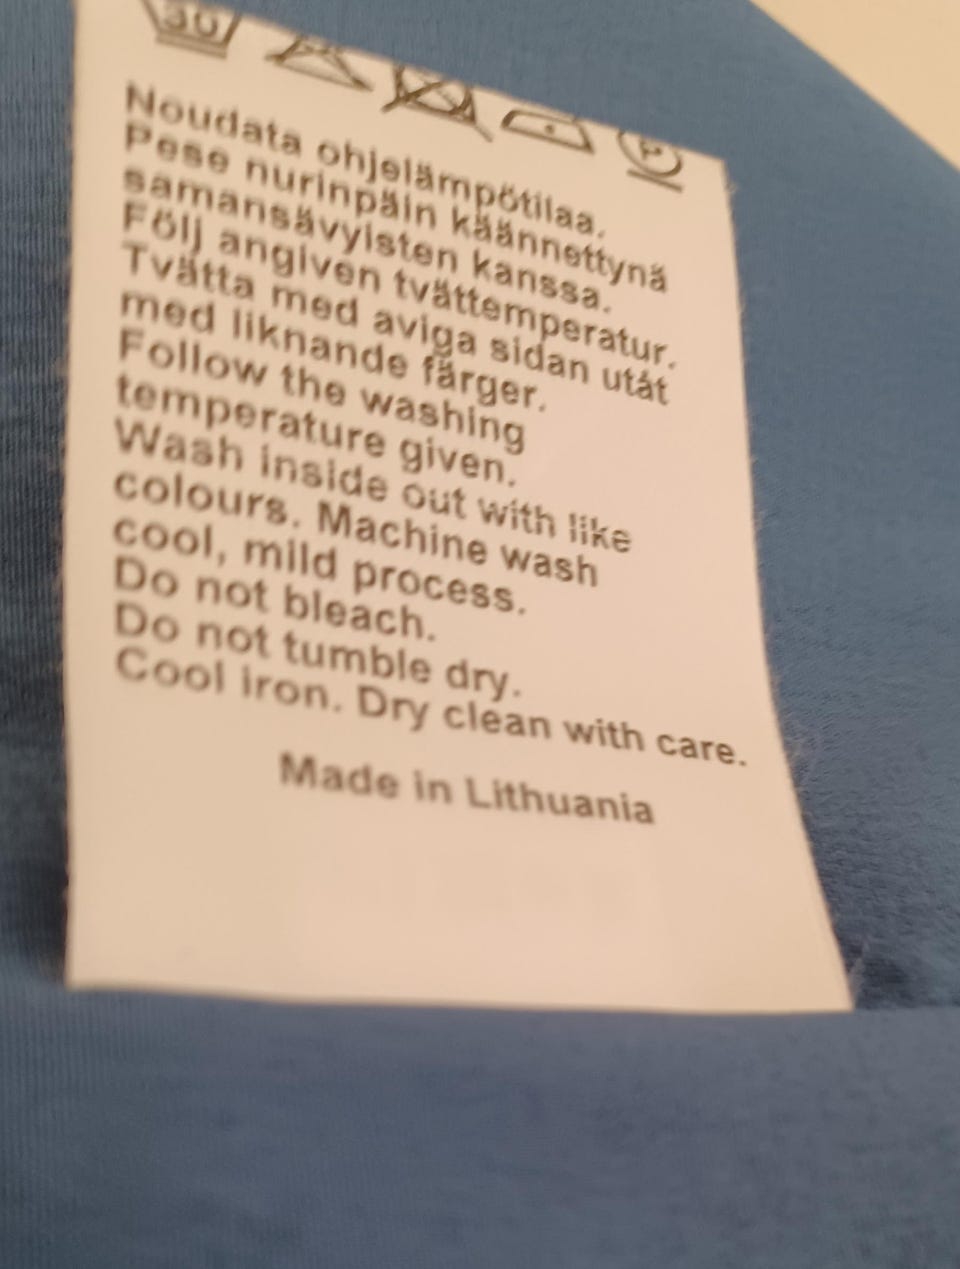 30
P
Noudata ohjelämpötilaa.
Pese nurinpäin käännettynä
samansävyisten kanssa.
Följ angiven tvättemperatur.
Tvätta med aviga sidan utåt
med liknande färger.
Follow the washing
temperature given.
Wash inside out with like
colours. Machine wash
cool, mild process.
Do not bleach.
Do not tumble dry.
Cool iron. Dry clean with care.
Made in Lithuania